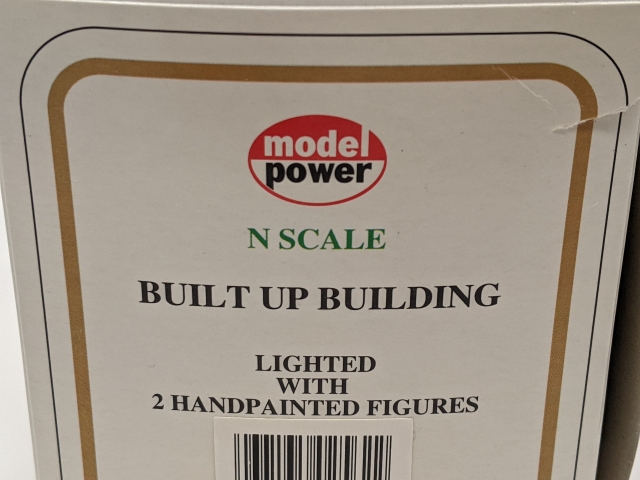 model
power
N SCALE
BUILT UP BUILDING
LIGHTED
WITH
2 HANDPAINTED FIGURES